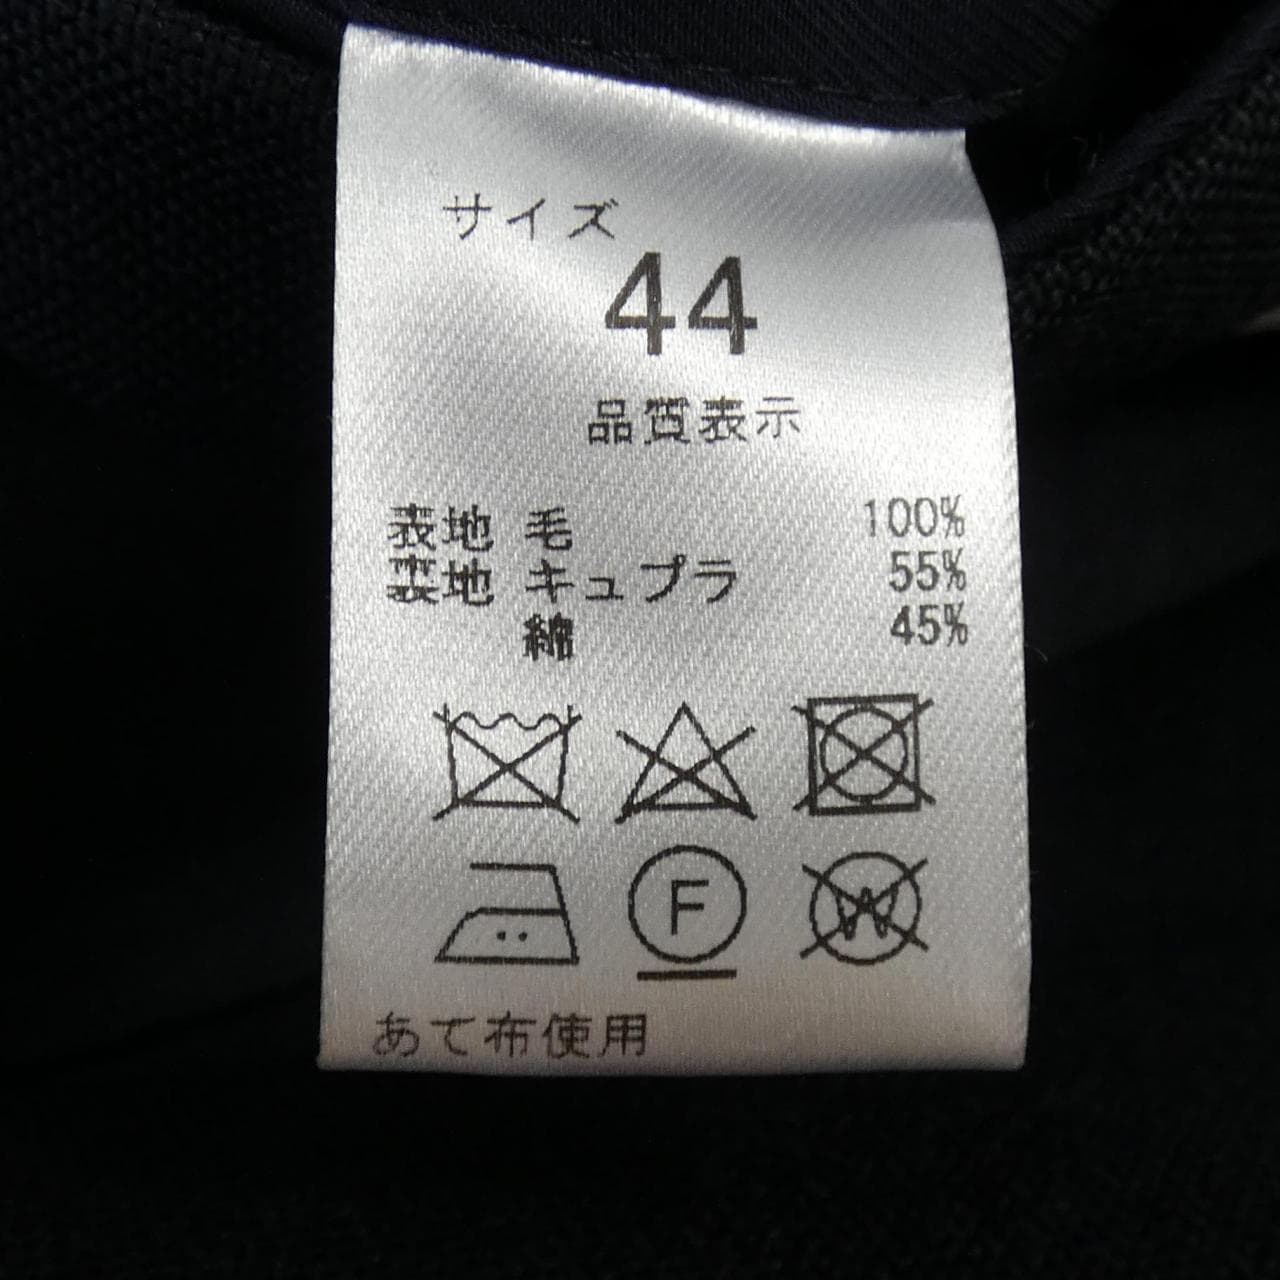 サイズ
44
品質表示
表地 毛 100%
裏地 キュプラ 55%
綿 45%
F
W
あて布使用